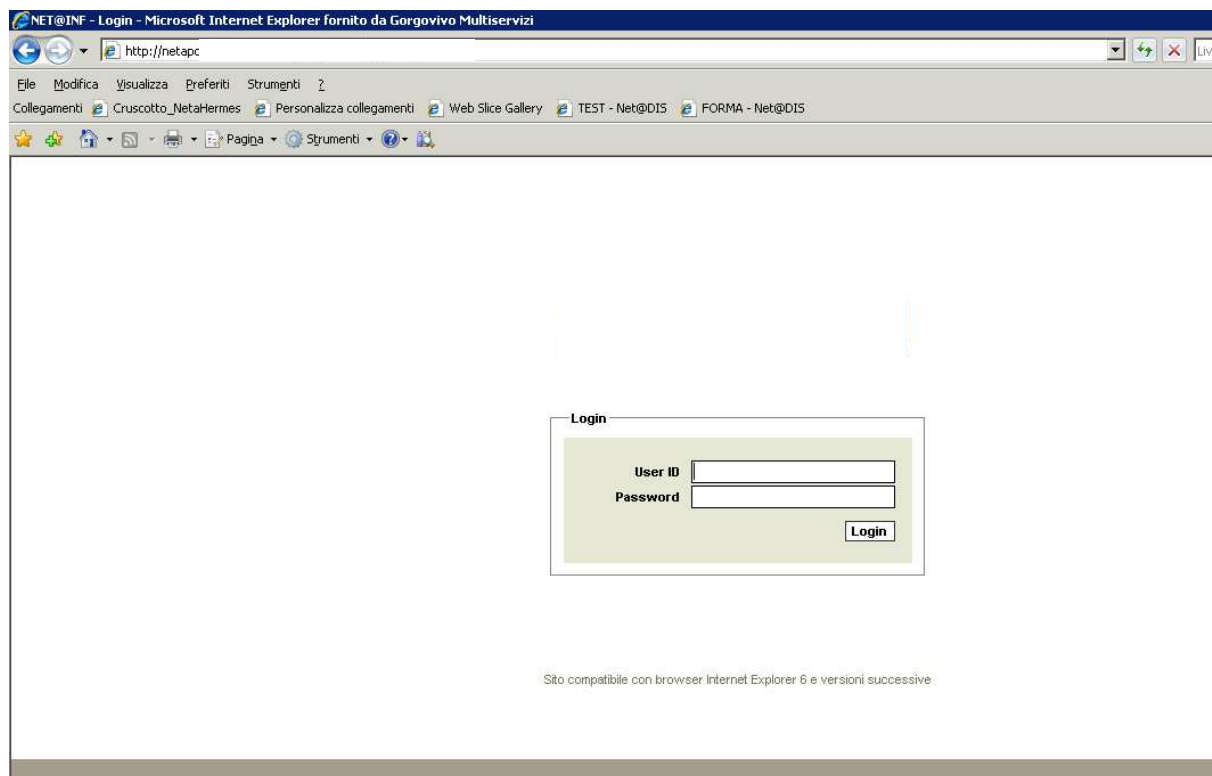 NET@INF - Login - Microsoft Internet Explorer fornito da Gorgovivo Multiservizi
http://netapc
File Modifica Visualizza Preferiti Strumenti ?
Collegamenti Cruscotto_NetaHermes Personalizza collegamenti Web Slice Gallery TEST - Net@DIS FORMA - Net@DIS
Pagina Strumenti
Login
User ID
Password
Login
Sito compatibile con browser Internet Explorer 6 e versioni successive